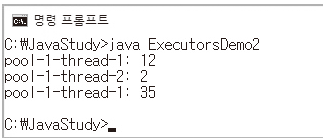 명령 프롬프트
C:₩JavaStudy>java ExecutorsDemo2
pool-1-thread-1: 12
pool-1-thread-2: 2
pool-1-thread-1: 35
C:₩JavaStudy>